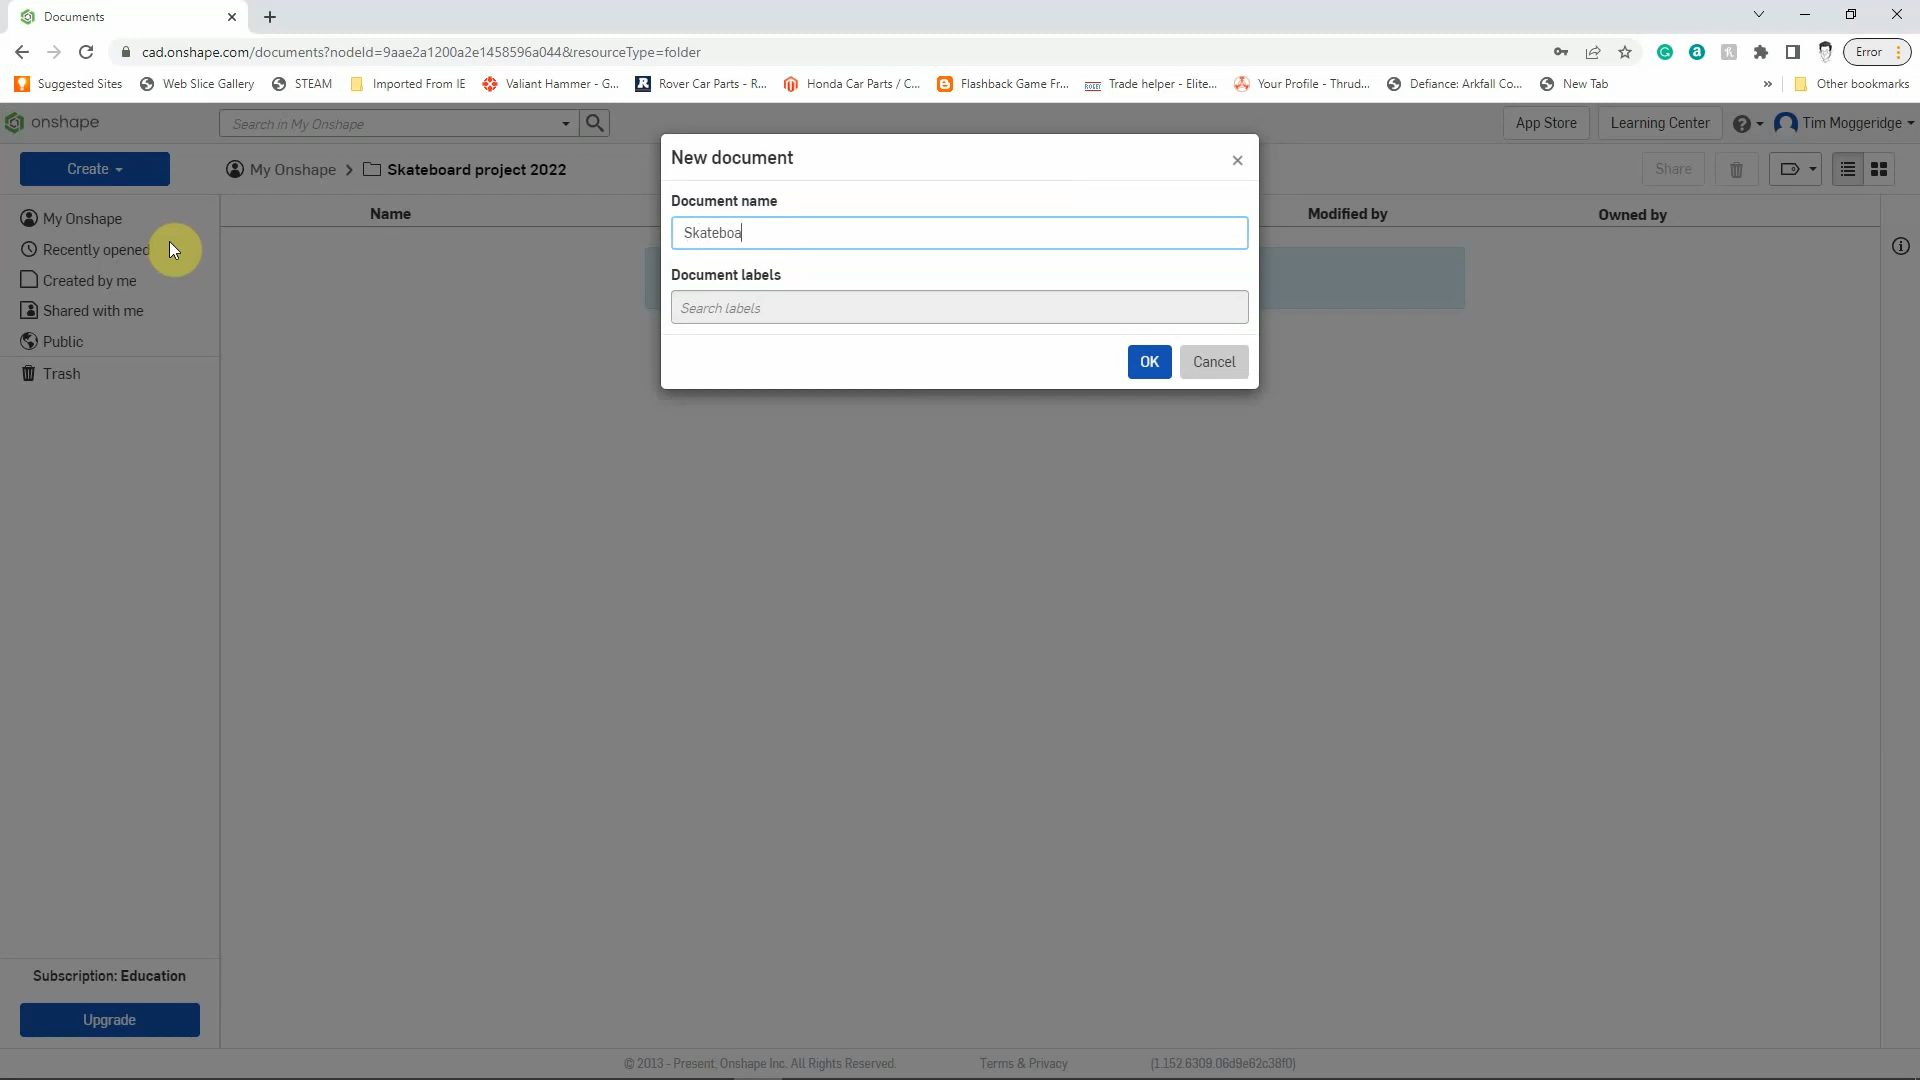 Documents
cad.onshape.com/documents?nodeId=9aae2a1200a2e1458596a044&resourceType=folder
Error
Suggested Sites
Web Slice Gallery
STEAM
Imported From IE
Valiant Hammer - G...
Rover Car Parts - R...
Honda Car Parts / C...
Flashback Game Fr...
Trade helper - Elite...
Your Profile - Thrud...
Defiance: Arkfall Co...
New Tab
»
Other bookmarks
onshape
Search in My Onshape
App Store
Learning Center
Tim Moggeridge
Create
My Onshape
Skateboard project 2022
Share
New document
Document name
Skateboa
Document labels
Search labels
OK
Cancel
Name
Modified by
Owned by
My Onshape
Recently opened
Created by me
Shared with me
Public
Trash
Subscription: Education
Upgrade
© 2013 - Present, Onshape Inc. All Rights Reserved.
Terms & Privacy
(1.152.6309.06d9e62c38f0)